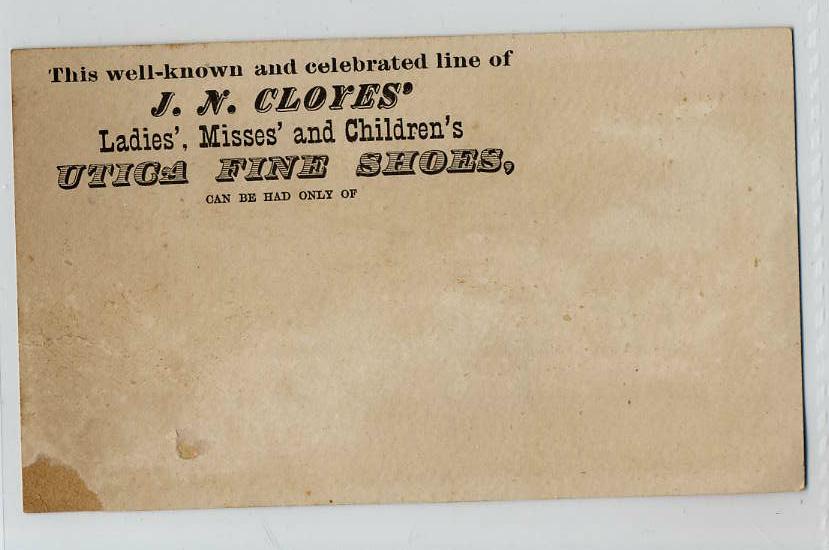 This well-known and celebrated line of
J. N. CLOYES'
Ladies', Misses' and Children's
UTICA FINE SHOES,
CAN BE HAD ONLY OF